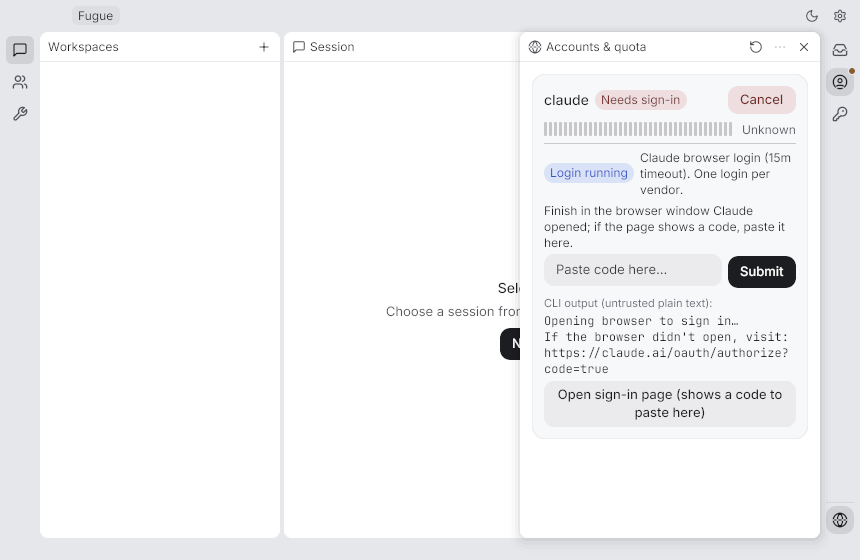 Fugue
Workspaces
Session
Accounts & quota
claude
Needs sign-in
Cancel
Unknown
Login running
Claude browser login (15m
timeout). One login per
vendor.
Finish in the browser window Claude
opened; if the page shows a code, paste it
here.
Paste code here...
Submit
CLI output (untrusted plain text):
Opening browser to sign in…
If the browser didn't open, visit:
https://claude.ai/oauth/authorize?
code=true
Open sign-in page (shows a code to
paste here)
Choose a session